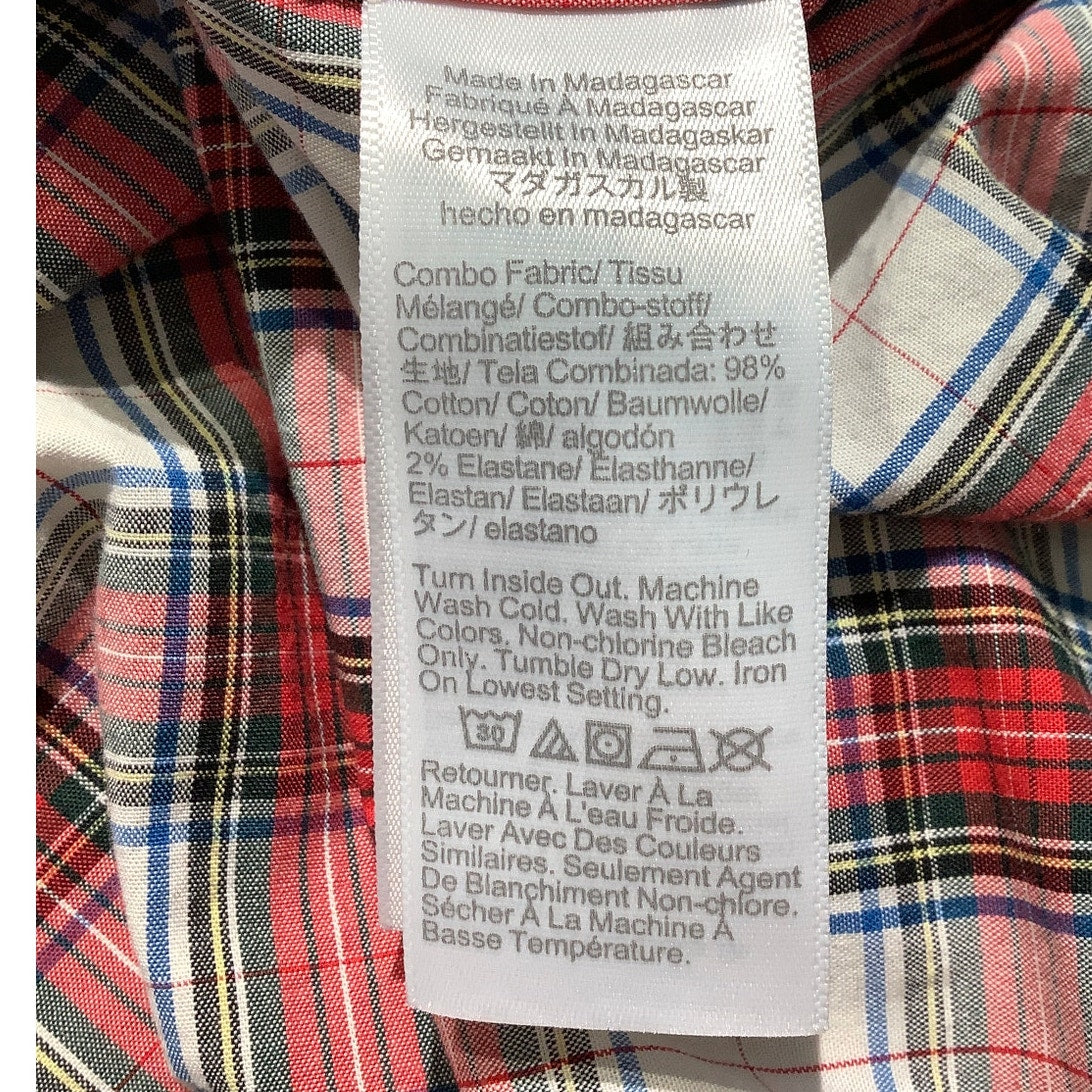 Made In Madagascar
Fabriqué À Madagascar
Hergestellt In Madagaskar
Gemaakt In Madagascar
マダガスカル製
hecho en madagascar
Combo Fabric/ Tissu
Mélangé/ Combo-stoff/
Combinatiestof/ 組み合わせ
生地/ Tela Combinada: 98%
Cotton/ Coton/ Baumwolle/
Katoen/ 綿/ algodón
2% Elastane/ Élasthanne/
Elastan/ Elastaan/ ポリウレ
タン/ elastano
Turn Inside Out. Machine
Wash Cold. Wash With Like
Colors. Non-chlorine Bleach
Only. Tumble Dry Low. Iron
On Lowest Setting.
30
Retourner. Laver À La
Machine À L'eau Froide.
Laver Avec Des Couleurs
Similaires. Seulement Agent
De Blanchiment Non-chlore.
Sécher À La Machine À
Basse Température.